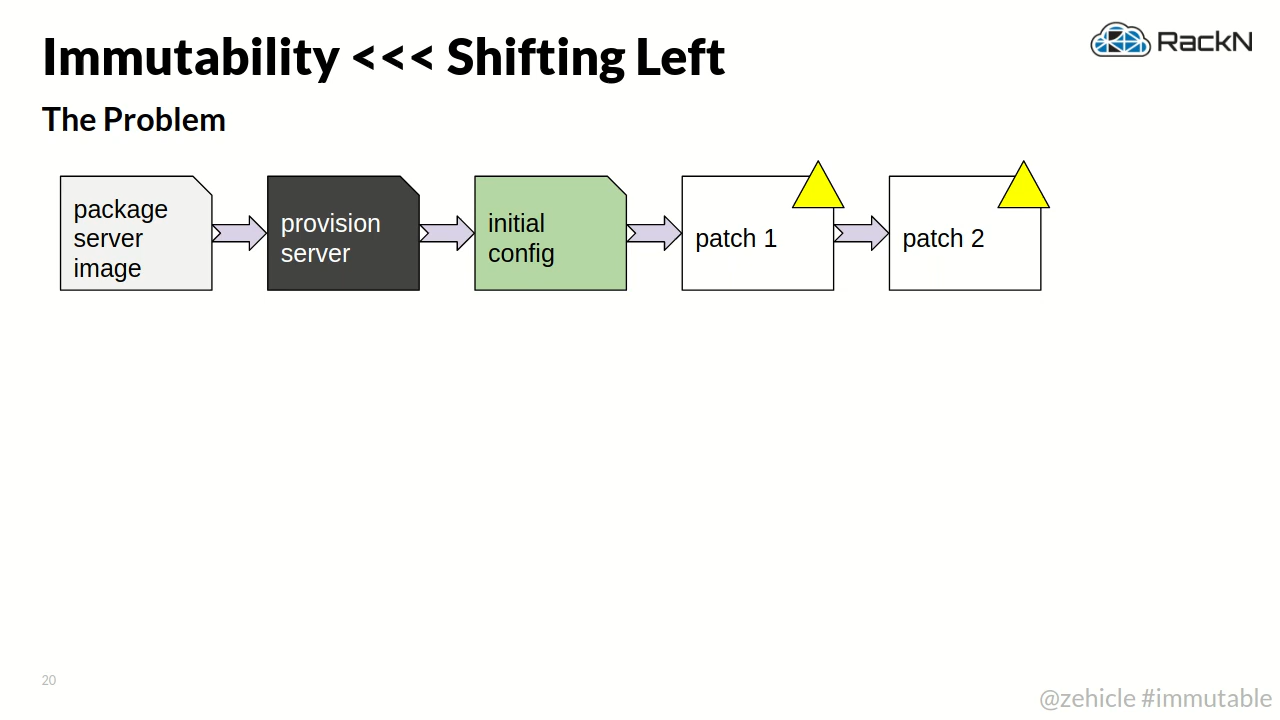 Immutability <<< Shifting Left
RackN
The Problem
package
server
image
provision
server
initial
config
patch 1
patch 2
20
@zehicle #immutable